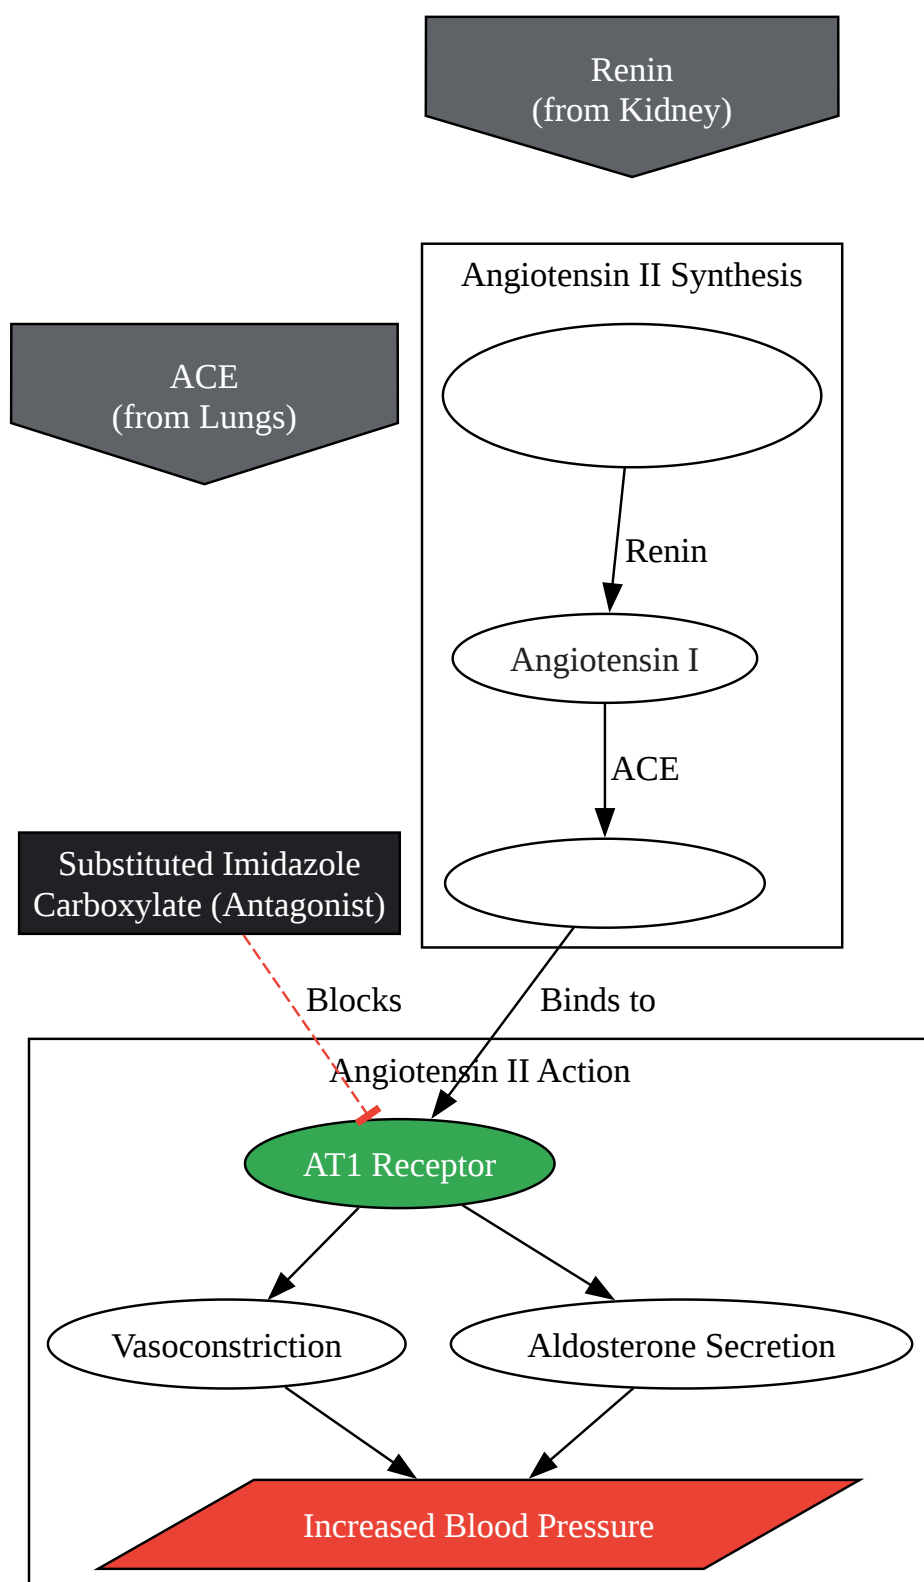 Renin
(from Kidney)
Angiotensin II Synthesis
ACE
(from Lungs)
Renin
Angiotensin I
ACE
Substituted Imidazole
Carboxylate (Antagonist)
Blocks
Binds to
Angiotensin II Action
AT1 Receptor
Vasoconstriction
Aldosterone Secretion
Increased Blood Pressure